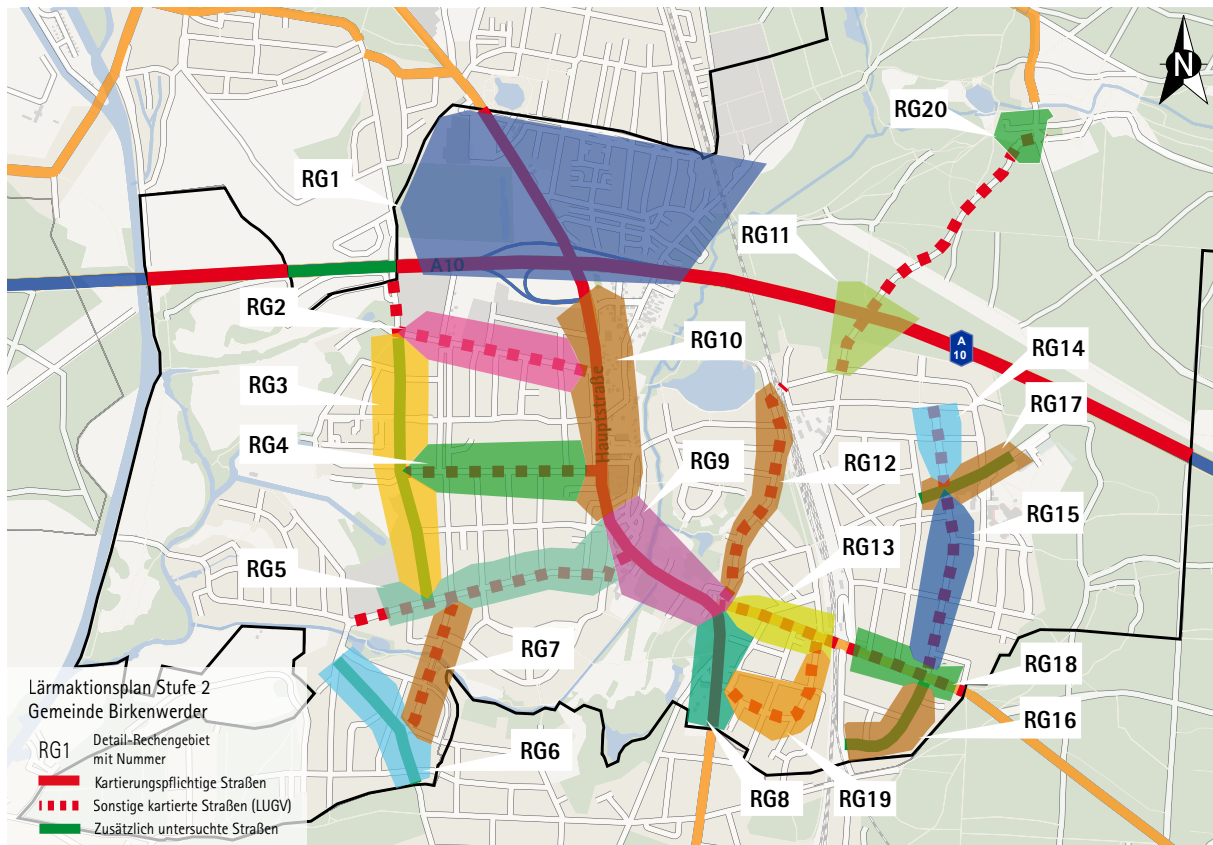 N
RG20
RG1
RG11
A10
RG2
A
10
RG14
RG10
RG17
RG3
Hauptstraße
RG4
RG9
RG12
RG15
RG13
RG5
RG7
RG18
Lärmaktionsplan Stufe 2
Gemeinde Birkenwerder
RG16
RG1 Detail-Rechengebiet
mit Nummer
RG6
Kartierungspflichtige Straßen
RG8
RG19
Sonstige kartierte Straßen (LUGV)
Zusätzlich untersuchte Straßen